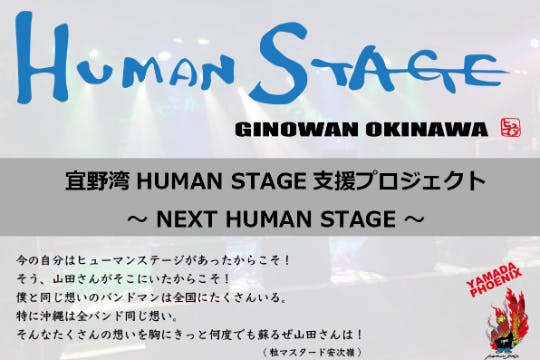 HUMAN STAGE
GINOWAN OKINAWA ヒューマン
宜野湾 HUMAN STAGE 支援プロジェクト
～ NEXT HUMAN STAGE ～
今の自分はヒューマンステージがあったからこそ！
そう、山田さんがそこにいたからこそ！
僕と同じ想いのバンドマンは全国にたくさんいる。
特に沖縄は全バンド同じ想い。
そんなたくさんの想いを胸にきっと何度でも蘇るぜ山田さんは！
（ 粒マスタード安次嶺 ）
YAMADA
PHOENIX